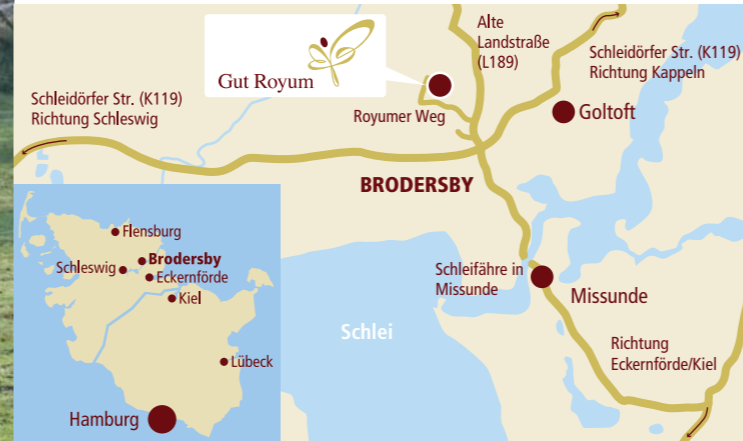 Gut Royum
Alte
Landstraße
(L189)
Schleidörfer Str. (K119)
Richtung Kappeln
Schleidörfer Str. (K119)
Richtung Schleswig
Royumer Weg
Goltoft
BRODERSBY
Flensburg
Brodersby
Schleswig
Eckernförde
Kiel
Lübeck
Hamburg
Schleifähre in
Missunde
Missunde
Schlei
Richtung
Eckernförde/Kiel